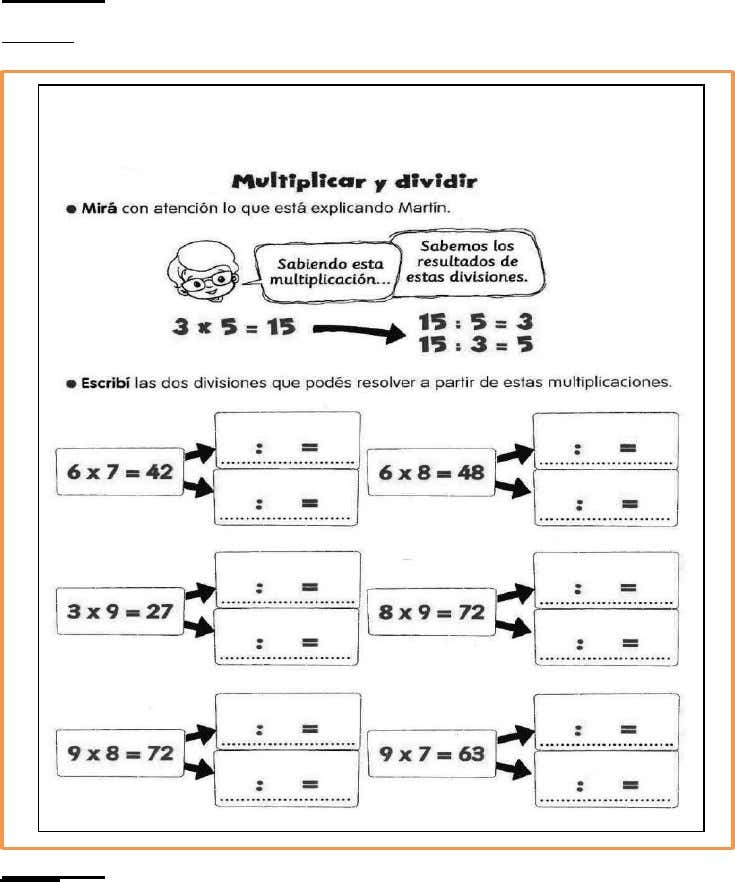 Multiplicar y dividir
● Mirá con atención lo que está explicando Martín.
Sabiendo esta
multiplicación...
Sabemos los
resultados de
estas divisiones.
3 x 5 = 15
15 : 5 = 3
15 : 3 = 5
● Escribí las dos divisiones que podés resolver a partir de estas multiplicaciones.
6 x 7 = 42
: =
: =
6 x 8 = 48
: =
: =
3 x 9 = 27
: =
: =
8 x 9 = 72
: =
: =
9 x 8 = 72
: =
: =
9 x 7 = 63
: =
: =